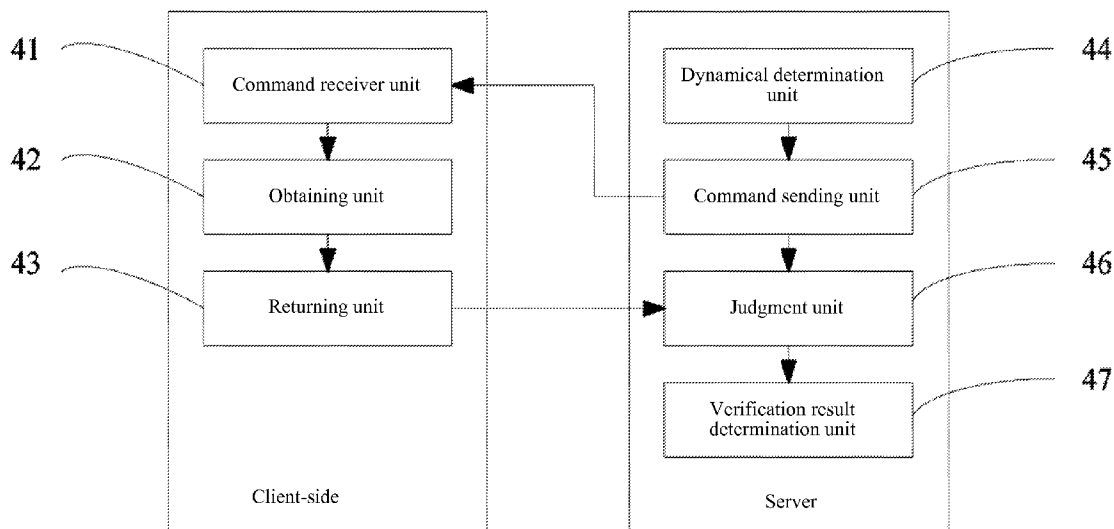 41
Command receiver unit
42
Obtaining unit
43
Returning unit
Client-side
Dynamical determination
unit
44
Command sending unit
45
Judgment unit
46
Verification result
determination unit
47
Server